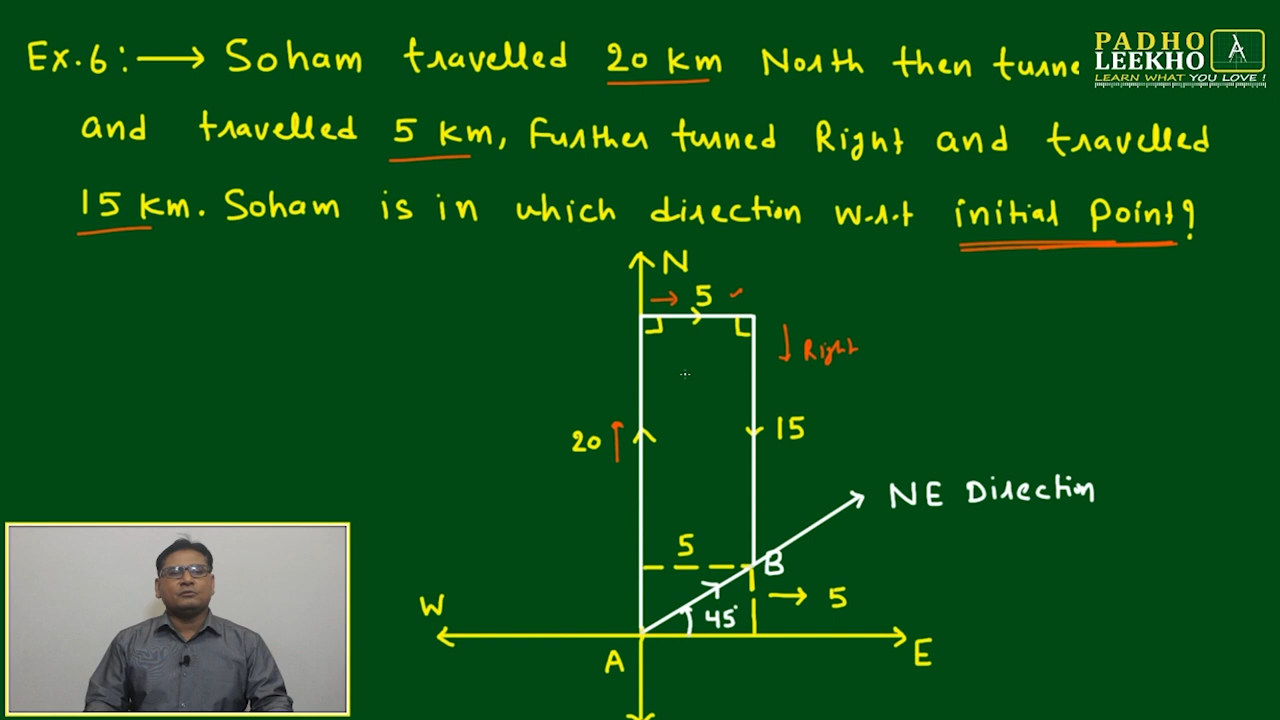 Ex.6:⟶ Soham travelled 20 km North then turne
and travelled 5 km, Further turned Right and travelled
15 km. Soham is in which direction w.r.t initial point?
PADHO
LEEKHO
LEARN WHAT YOU LOVE !
N
→ 5
↓ Right
20
15
NE Direction
5
B
45°
→ 5
W
A
E